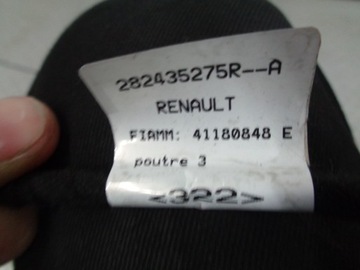 282435275R--A
RENAULT
FIAMM: 41180848 E
poutre 3
<322>